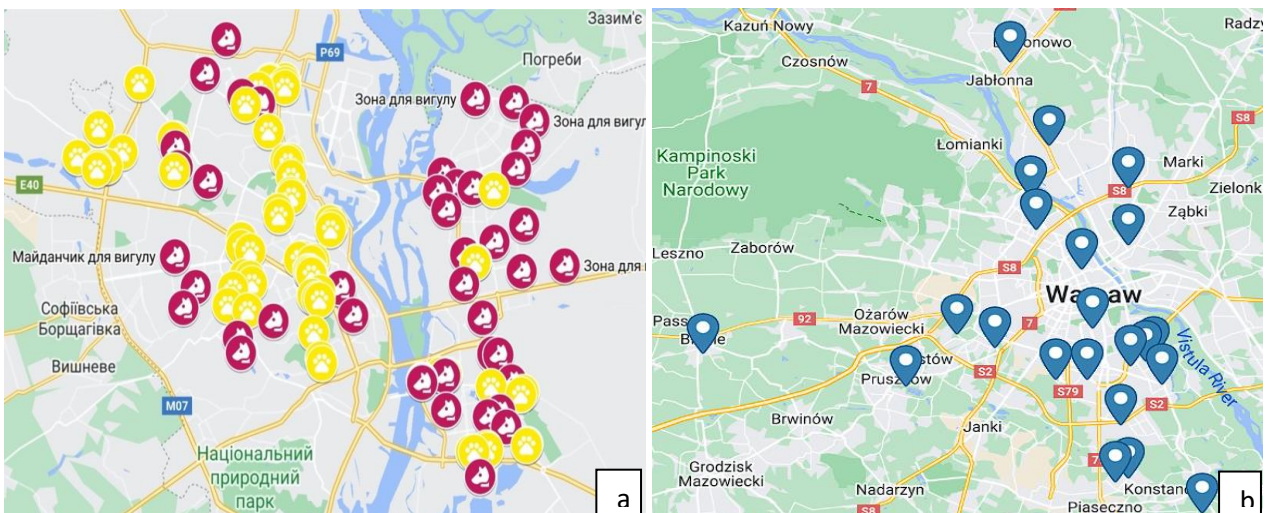 Зазим'є
P69
Погреби
Зона для вигулу
Зона для вигул
E40
Майданчик для вигулу
Зона для
Софіївська
Борщагівка
Вишневе
M07
Національний
природний
парк
a
Kazuń Nowy
Czosnów
Jabłonna
7
S8
Łomianki
Marki
Kampinoski
Park
Narodowy
S8
Zielonk
Ząbki
Leszno
Zaborów
S8
Ożarów
Mazowiecki
92
7
S2
Vistula River
S79
S2
Brwinów
Janki
Grodzisk
Mazowiecki
Nadarzyn
S8
Piaseczno
b